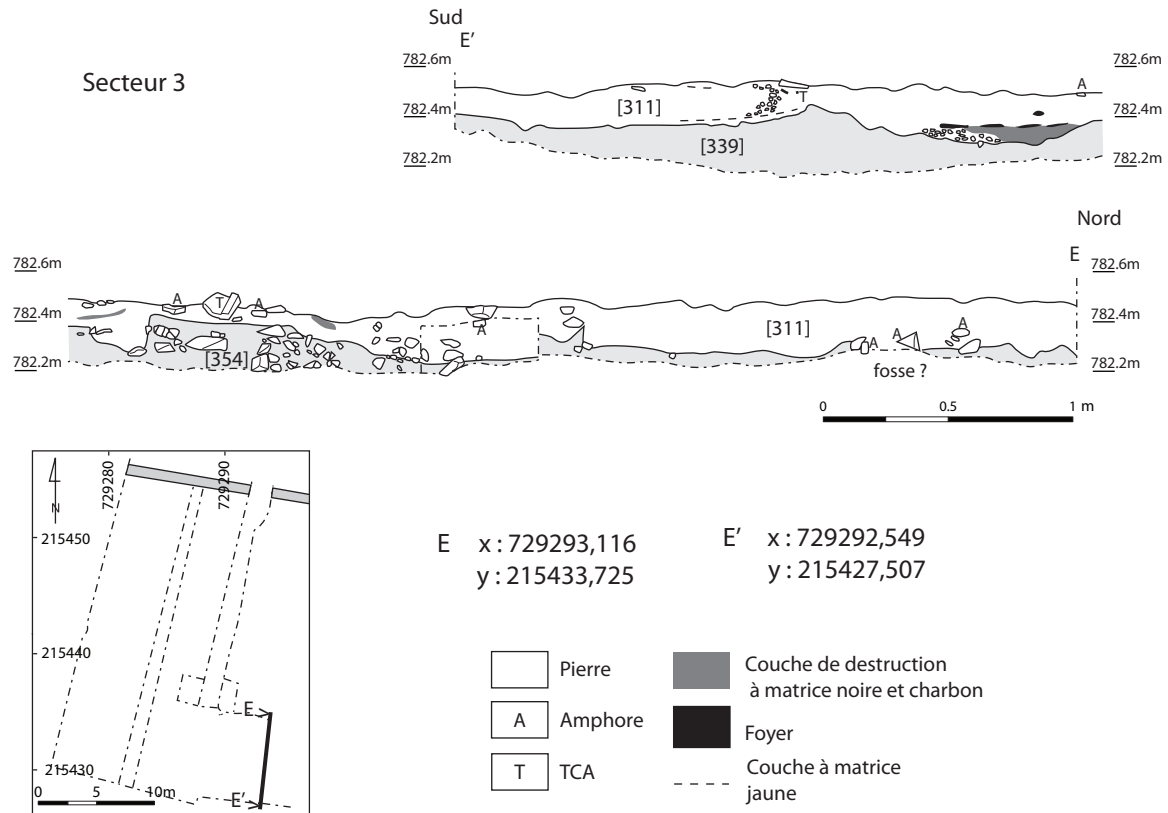 Sud
E'
Secteur 3
782.6m
782.6m
A
782.4m
[311]
T
782.4m
[339]
782.2m
782.2m
Nord
E
782.6m
782.6m
A
T
A
782.4m
782.4m
A
[311]
A
A
A
[354]
782.2m
782.2m
fosse ?
0
0.5
1 m
729280
729290
N
215450
215440
215430
E
E'
0
5
10m
E
x : 729293,116
y : 215433,725
E'
x : 729292,549
y : 215427,507
Pierre
A
Amphore
T
TCA
Couche de destruction
à matrice noire et charbon
Foyer
Couche à matrice
jaune